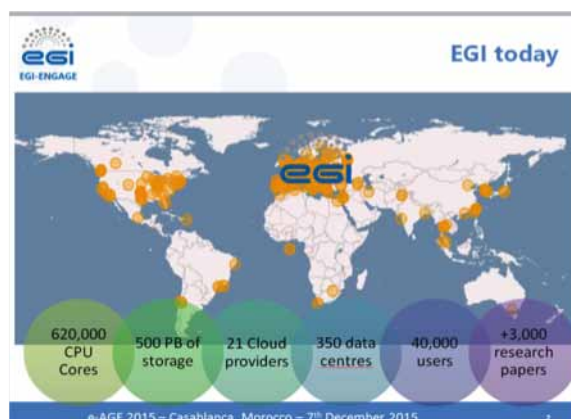 egi
EGI-ENGAGE
EGI today
egi
620,000
CPU
Cores
500 PB of
storage
21 Cloud
providers
350 data
centres
40,000
users
+3,000
research
papers
e-AGE 2015 – Casablanca, Morocco – 7th December 2015